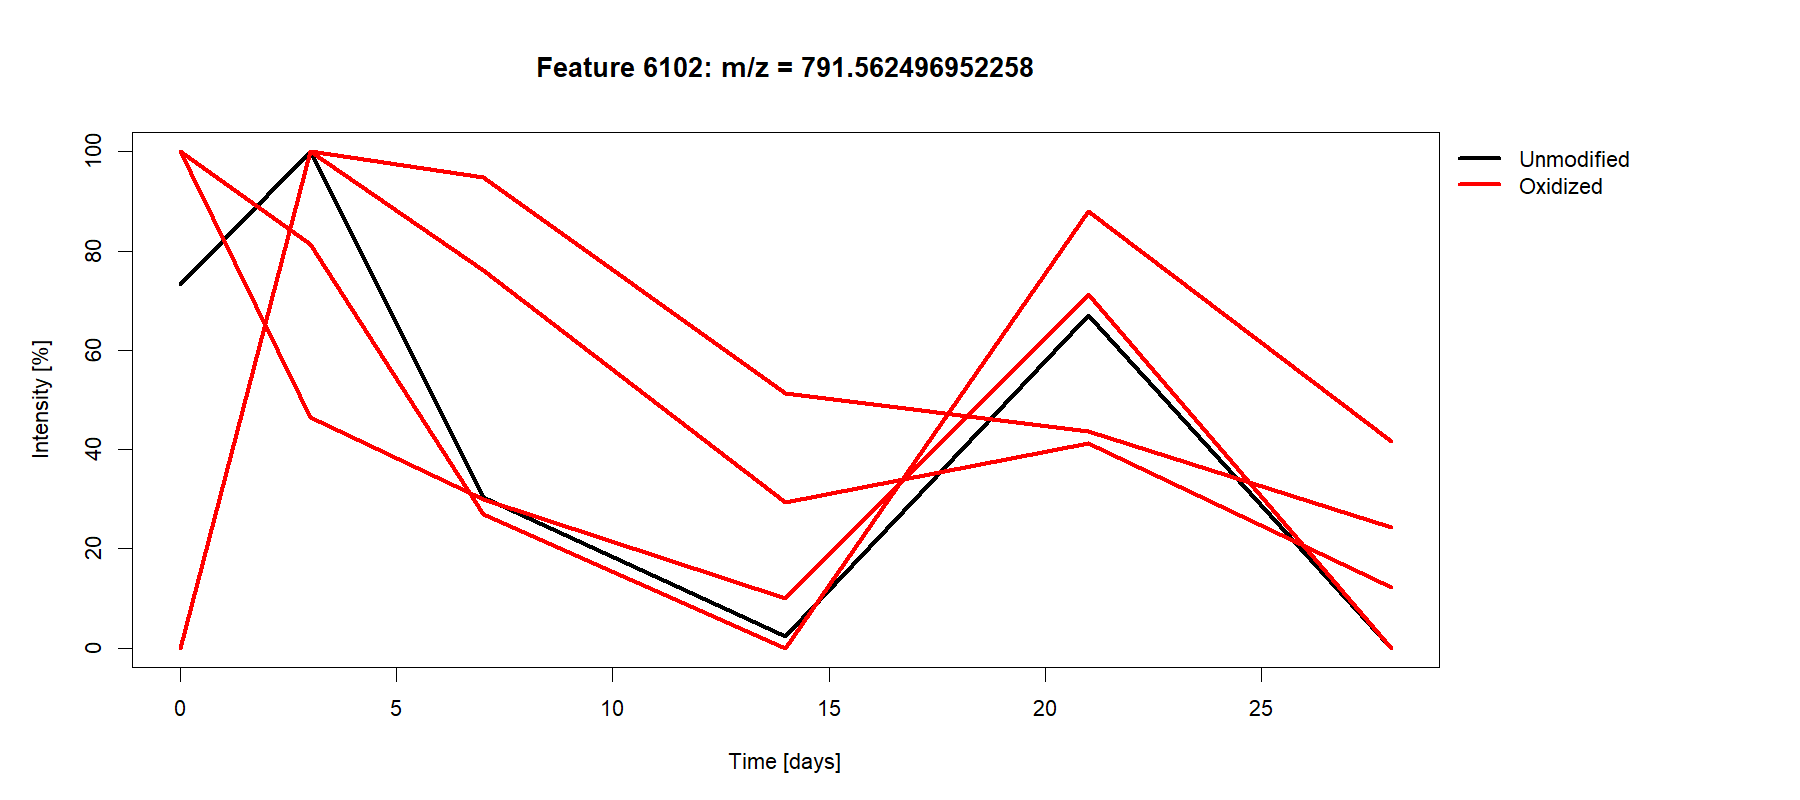 Feature 6102: m/z = 791.562496952258
100
80
60
40
20
0
Intensity [%]
0 5 10 15 20 25
Time [days]
Unmodified
Oxidized